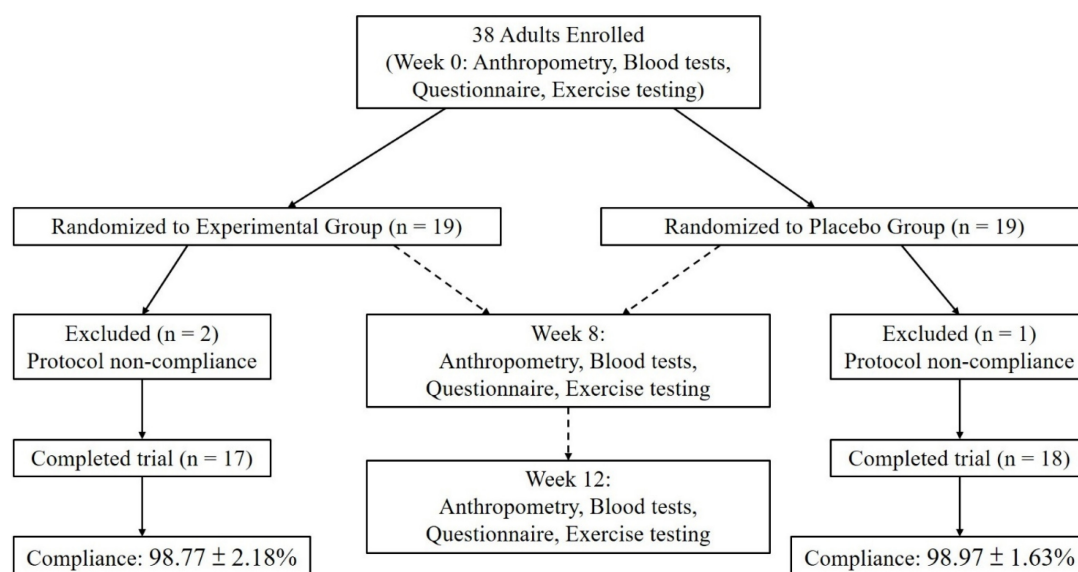 38 Adults Enrolled
(Week 0: Anthropometry, Blood tests,
Questionnaire, Exercise testing)
Randomized to Experimental Group (n = 19)
Randomized to Placebo Group (n = 19)
Excluded (n = 2)
Protocol non-compliance
Week 8:
Anthropometry, Blood tests,
Questionnaire, Exercise testing
Excluded (n = 1)
Protocol non-compliance
Completed trial (n = 17)
Completed trial (n = 18)
Week 12:
Anthropometry, Blood tests,
Questionnaire, Exercise testing
Compliance: 98.77 ± 2.18%
Compliance: 98.97 ± 1.63%